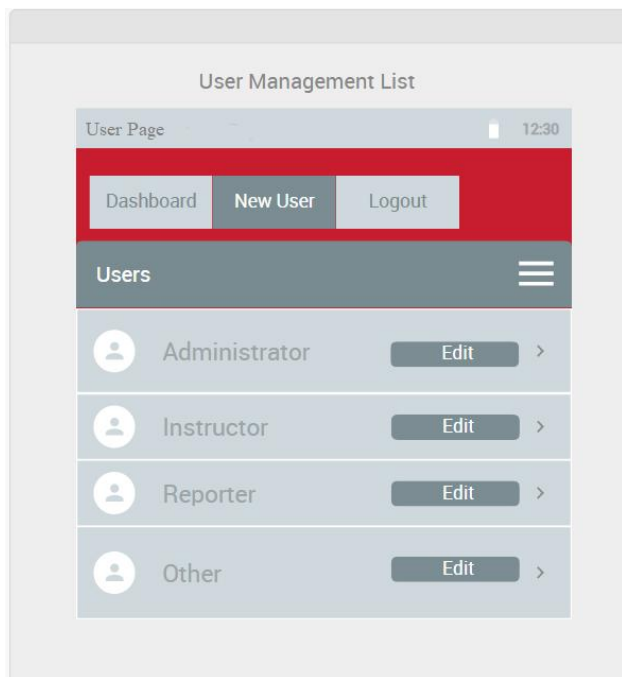 User Management List
User Page 12:30
Dashboard New User Logout
Users
Administrator Edit
Instructor Edit
Reporter Edit
Other Edit